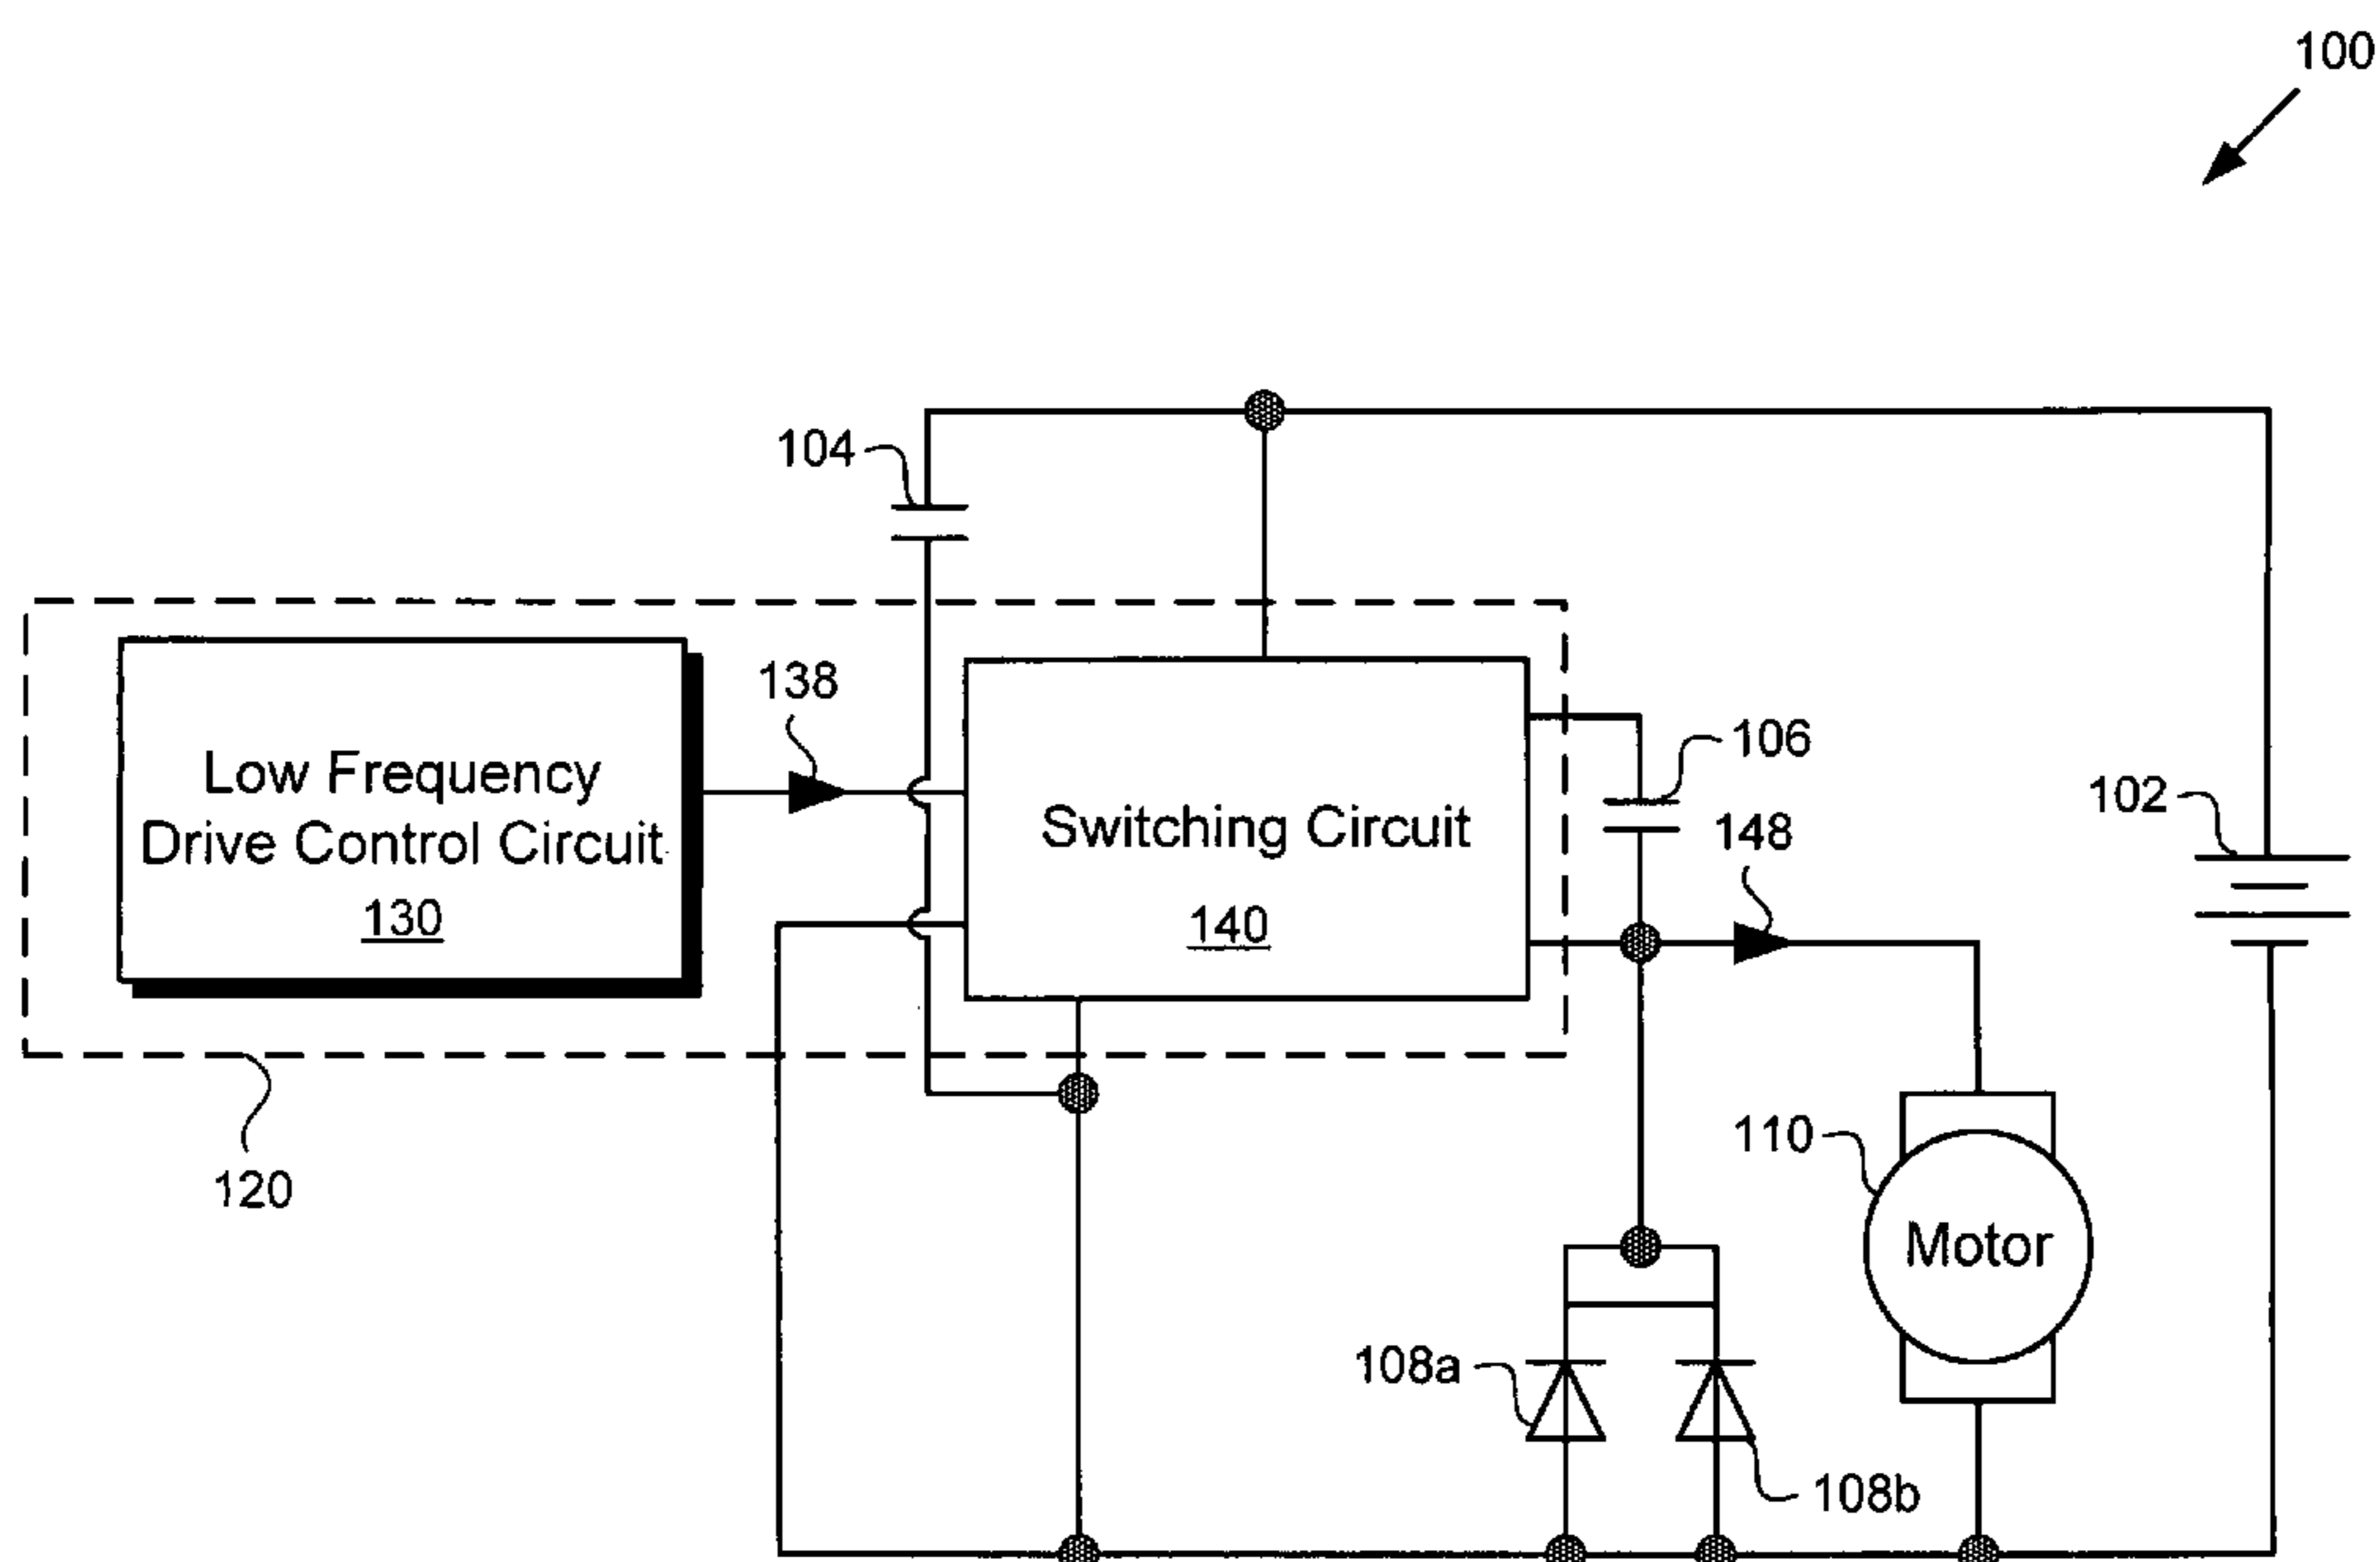 100
104
138
Low Frequency
Drive Control Circuit
130
Switching Circuit
140
106
148
102
120
110
Motor
108a
108b